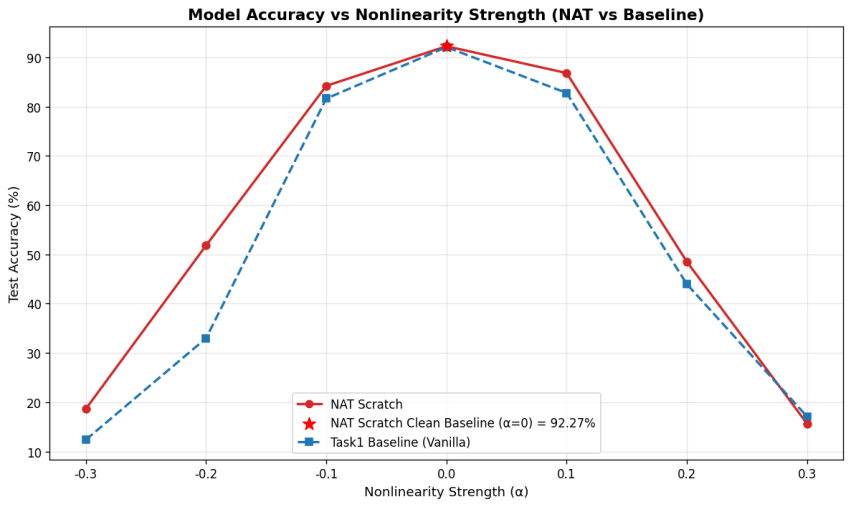 Model Accuracy vs Nonlinearity Strength (NAT vs Baseline)
Test Accuracy (%)
90
80
70
60
50
40
30
20
10
-0.3 -0.2 -0.1 0.0 0.1 0.2 0.3
Nonlinearity Strength (α)
NAT Scratch
NAT Scratch Clean Baseline (α=0) = 92.27%
Task1 Baseline (Vanilla)